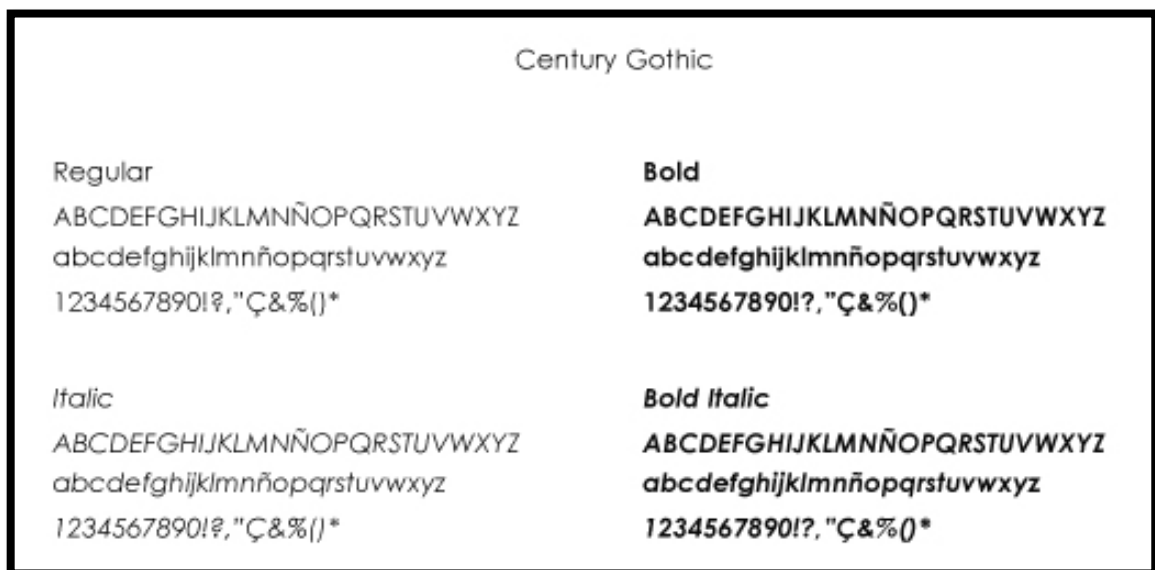 Century Gothic
Regular
ABCDEFGHIJKLMNÑOPQRSTUVWXYZ
abcdefghijklmnñopqrstuvwxyz
1234567890!?,"Ç&%()*
Bold
ABCDEFGHIJKLMNÑOPQRSTUVWXYZ
abcdefghijklmnñopqrstuvwxyz
1234567890!?,"Ç&%()*
Italic
ABCDEFGHIJKLMNÑOPQRSTUVWXYZ
abcdefghijklmnñopqrstuvwxyz
1234567890!?,"Ç&%()*
Bold Italic
ABCDEFGHIJKLMNÑOPQRSTUVWXYZ
abcdefghijklmnñopqrstuvwxyz
1234567890!?,"Ç&%()*